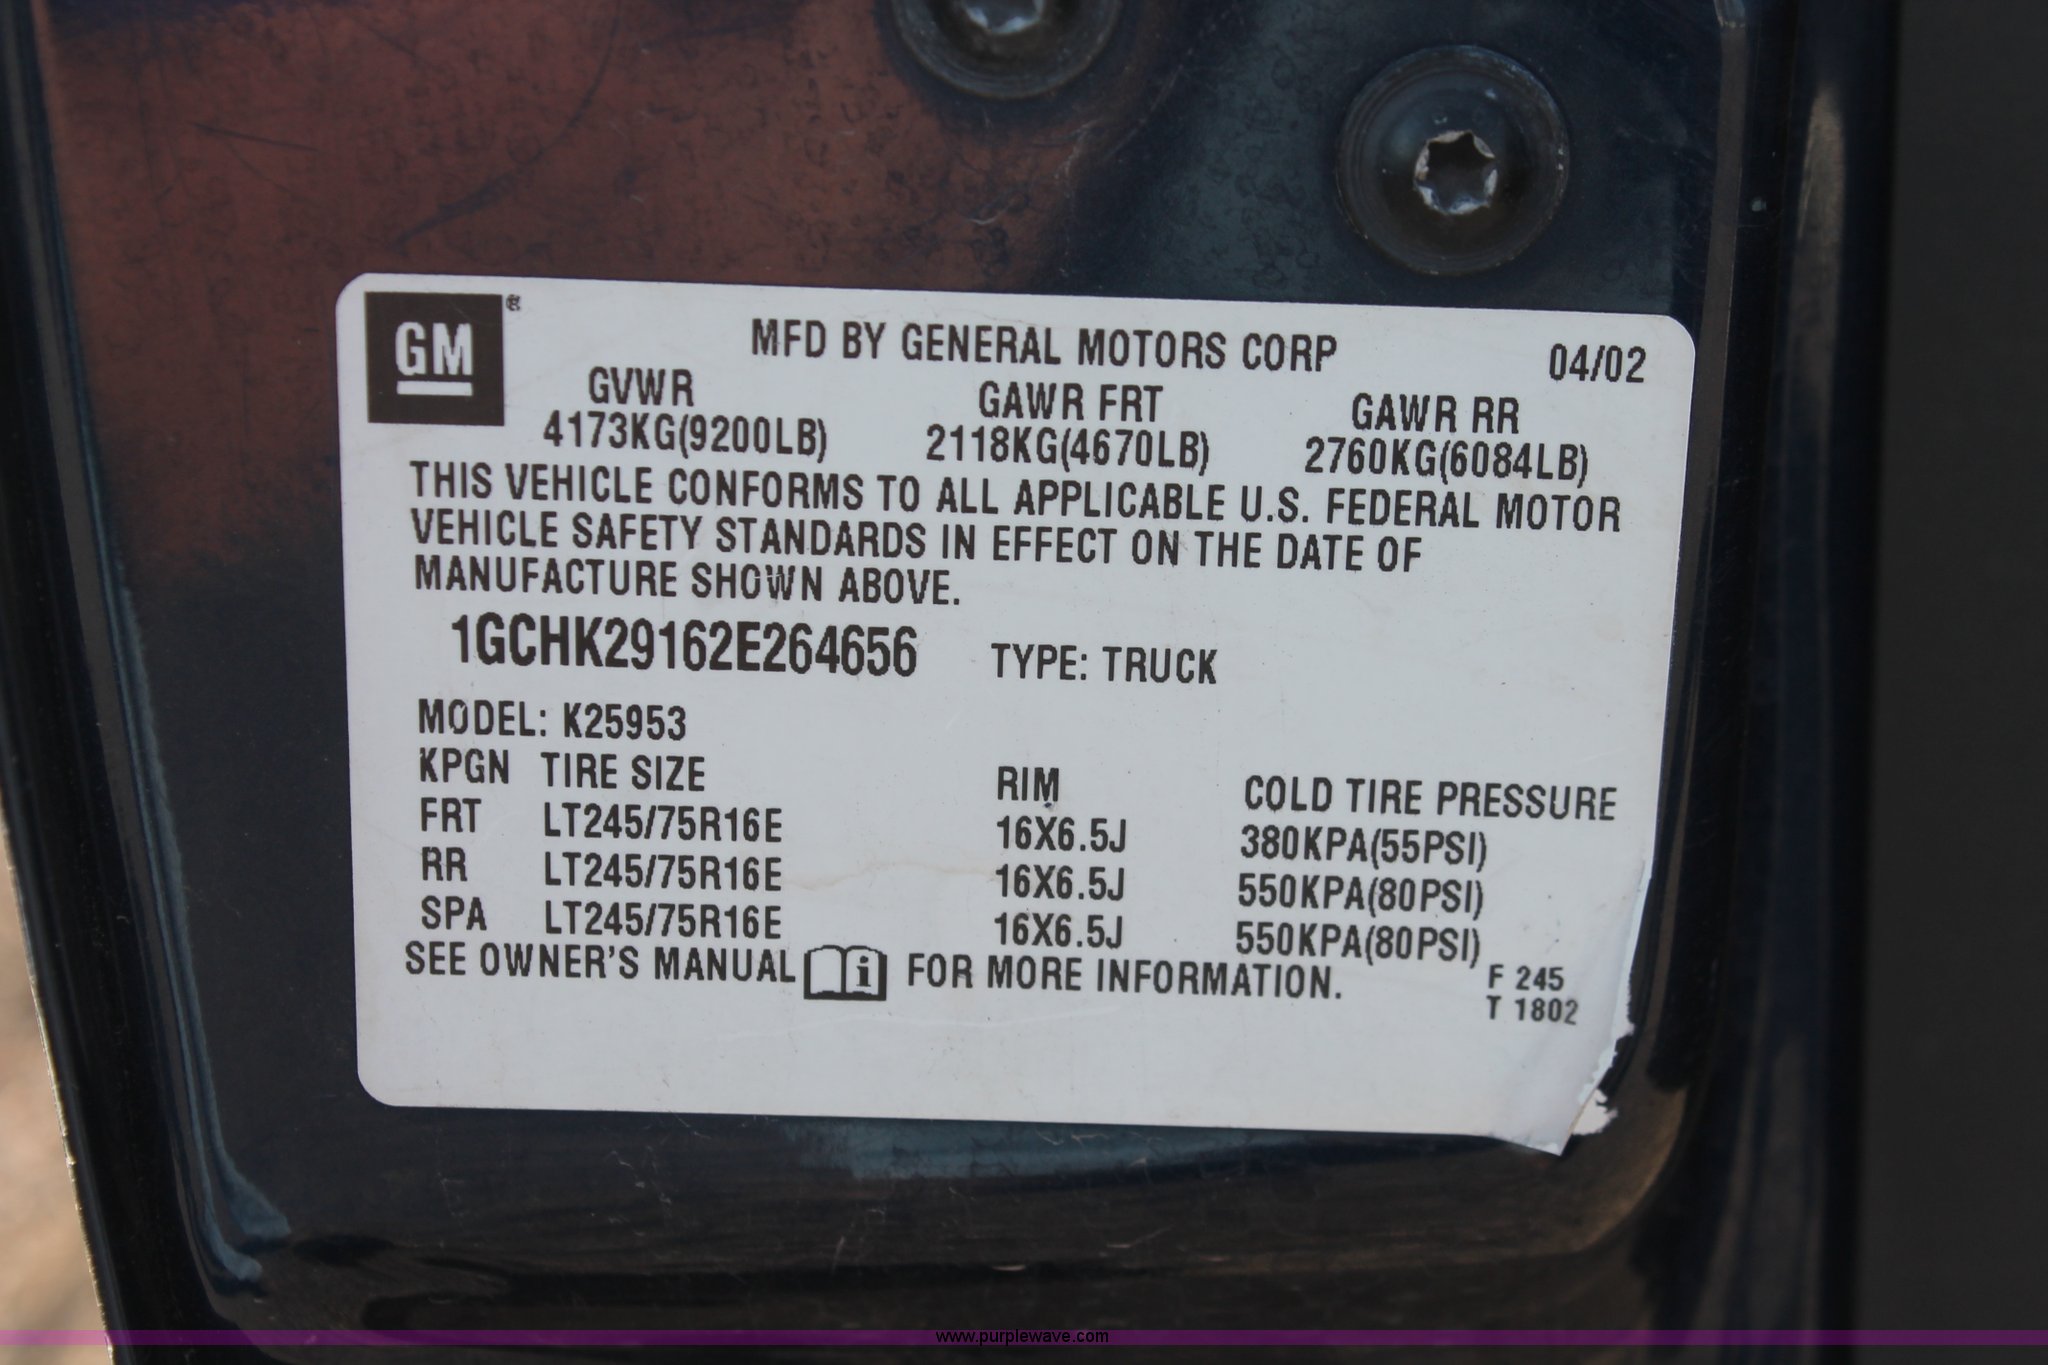 GM
MFD BY GENERAL MOTORS CORP 04/02
GVWR GAWR FRT GAWR RR
4173KG(9200LB) 2118KG(4670LB) 2760KG(6084LB)
THIS VEHICLE CONFORMS TO ALL APPLICABLE U.S. FEDERAL MOTOR
VEHICLE SAFETY STANDARDS IN EFFECT ON THE DATE OF
MANUFACTURE SHOWN ABOVE.
1GCHK29162E264656 TYPE: TRUCK
MODEL: K25953
KPGN TIRE SIZE RIM COLD TIRE PRESSURE
FRT LT245/75R16E 16X6.5J 380KPA(55PSI)
RR LT245/75R16E 16X6.5J 550KPA(80PSI)
SPA LT245/75R16E 16X6.5J 550KPA(80PSI)
SEE OWNER'S MANUAL FOR MORE INFORMATION.
F 245
T 1802
www.purplewave.com